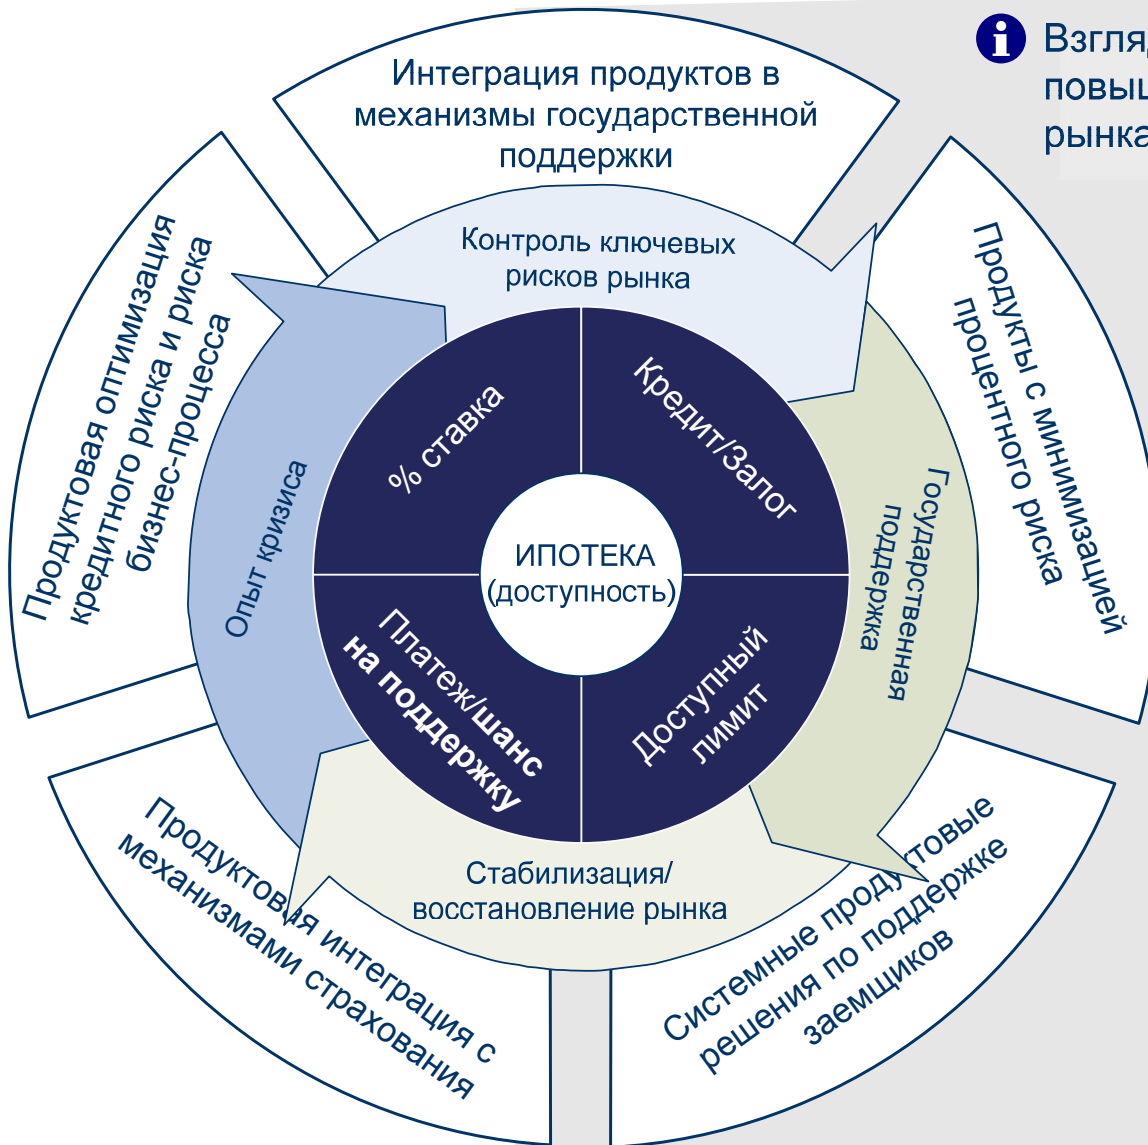 Взгля
повыш
рынка
Интеграция продуктов в
механизмы государственной
поддержки
Продукты с минимизацией
процентного риска
Системные продуктовые
решения по поддержке
заемщиков
Продуктовая интеграция с
механизмами страхования
Продуктовая оптимизация
кредитного риска и риска
бизнес-процесса
Контроль ключевых
рисков рынка
Государственная
поддержка
Стабилизация/
восстановление рынка
Опыт кризиса
% ставка
Кредит/Залог
Доступный
лимит
Платеж/шанс
на поддержку
ИПОТЕКА
(доступность)